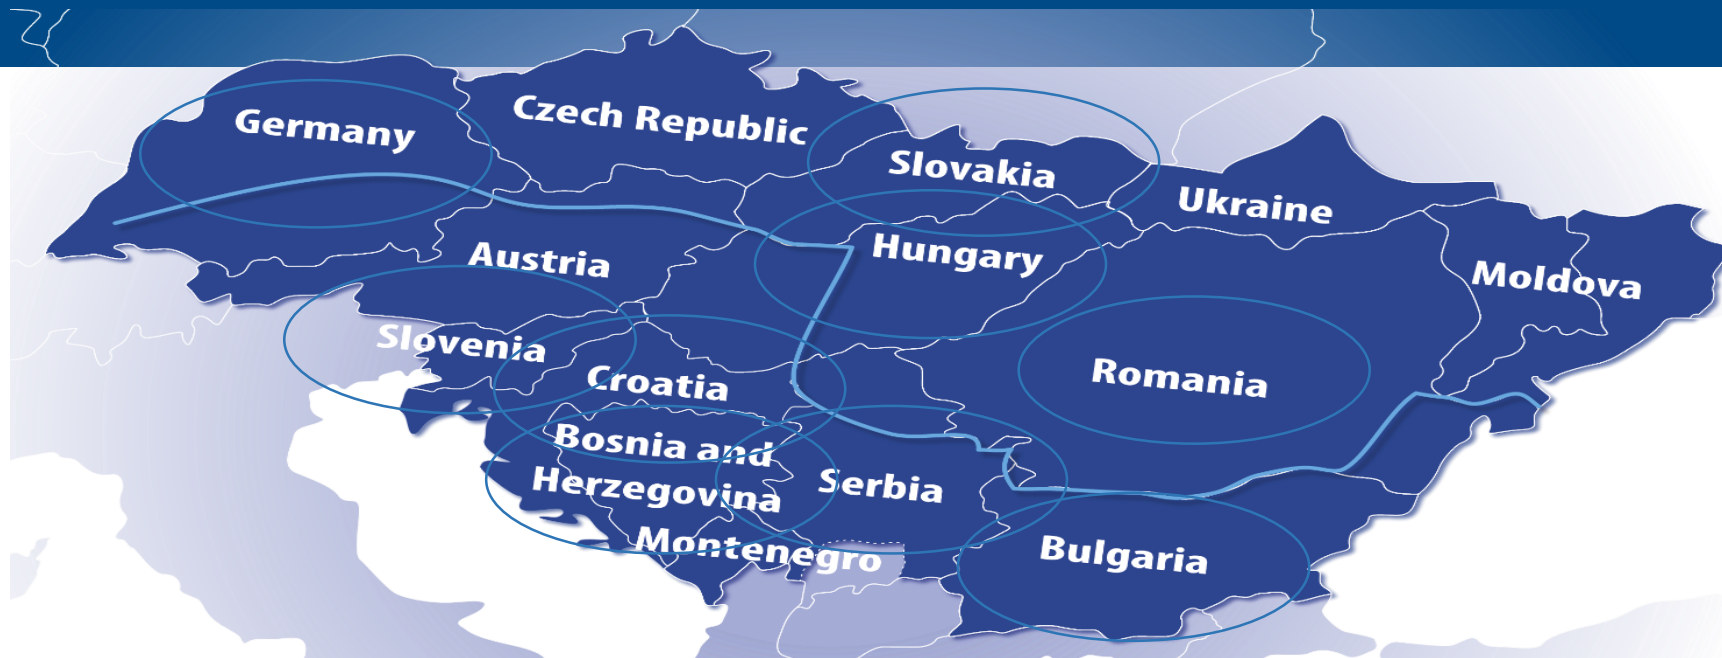 Germany
Czech Republic
Slovakia
Ukraine
Austria
Hungary
Moldova
Slovenia
Croatia
Romania
Bosnia and
Herzegovina
Serbia
Montenegro
Bulgaria